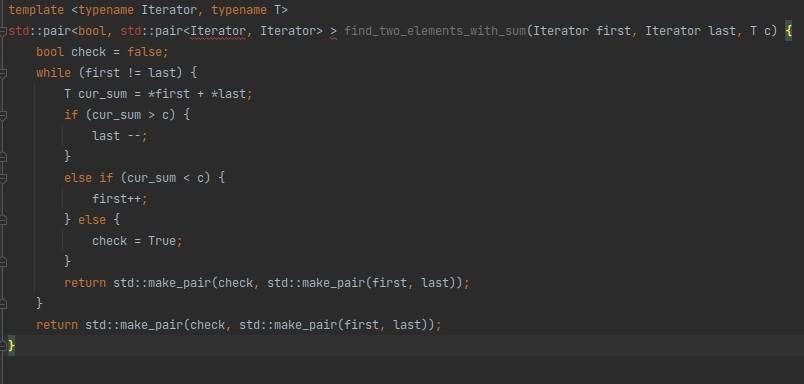 template <typename Iterator, typename T>
std::pair<bool, std::pair<Iterator, Iterator> > find_two_elements_with_sum(Iterator first, Iterator last, T c) {
    bool check = false;
    while (first != last) {
        T cur_sum = *first + *last;
        if (cur_sum > c) {
            last --;
        }
        else if (cur_sum < c) {
            first++;
        } else {
            check = True;
        }
        return std::make_pair(check, std::make_pair(first, last));
    }
    return std::make_pair(check, std::make_pair(first, last));
}